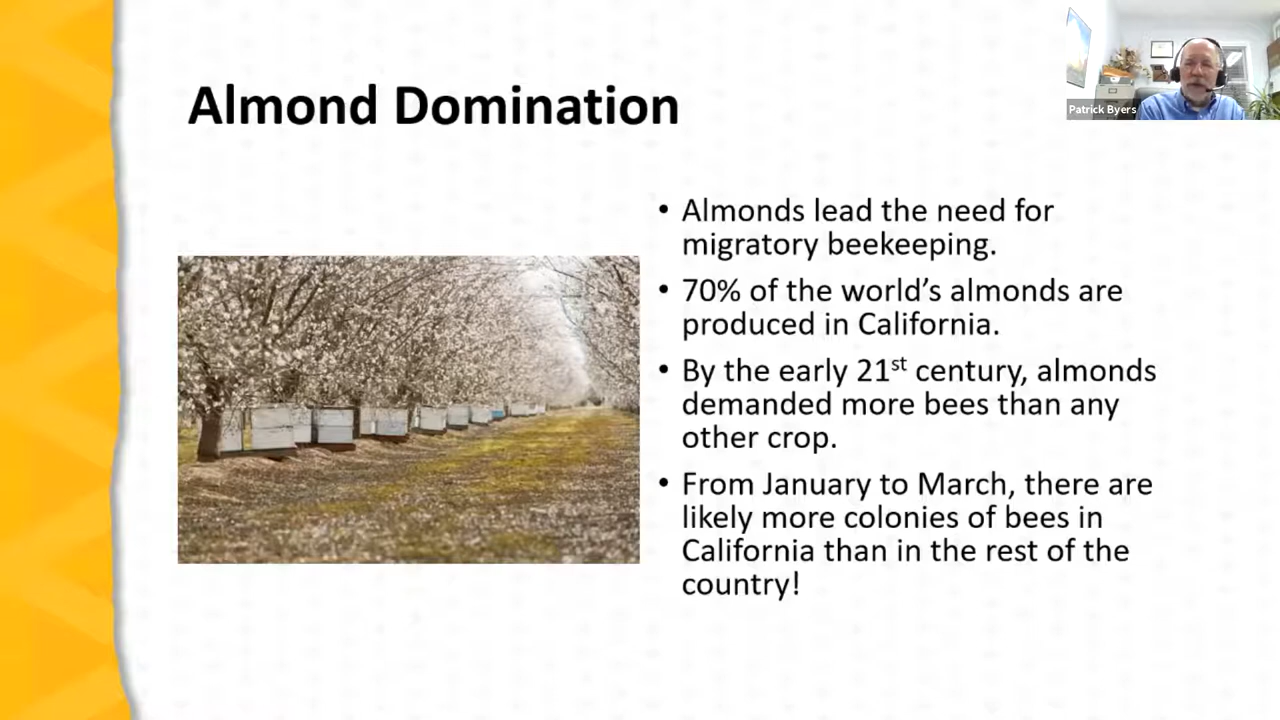 Almond Domination
Patrick Byers
• Almonds lead the need for
migratory beekeeping.
• 70% of the world’s almonds are
produced in California.
• By the early 21st century, almonds
demanded more bees than any
other crop.
• From January to March, there are
likely more colonies of bees in
California than in the rest of the
country!